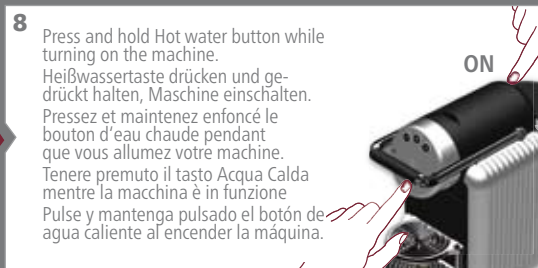 8
Press and hold Hot water button while
turning on the machine.
Heißwassertaste drücken und ge-
drückt halten, Maschine einschalten.
Pressez et maintenez enfoncé le
bouton d‘eau chaude pendant
que vous allumez votre machine.
Tenere premuto il tasto Acqua Calda
mentre la macchina è in funzione
Pulse y mantenga pulsado el botón de
agua caliente al encender la máquina.
ON